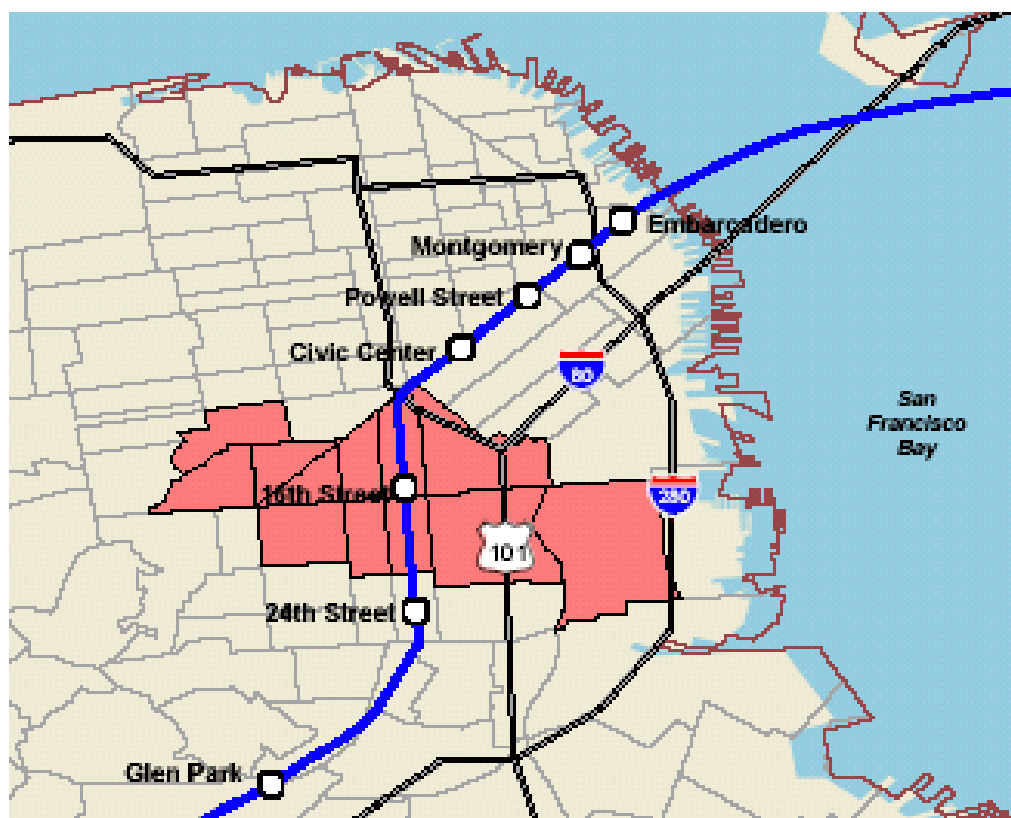 Embarcadero
Montgomery
Powell Street
Civic Center
80
San
Francisco
Bay
16th Street
280
101
24th Street
Glen Park